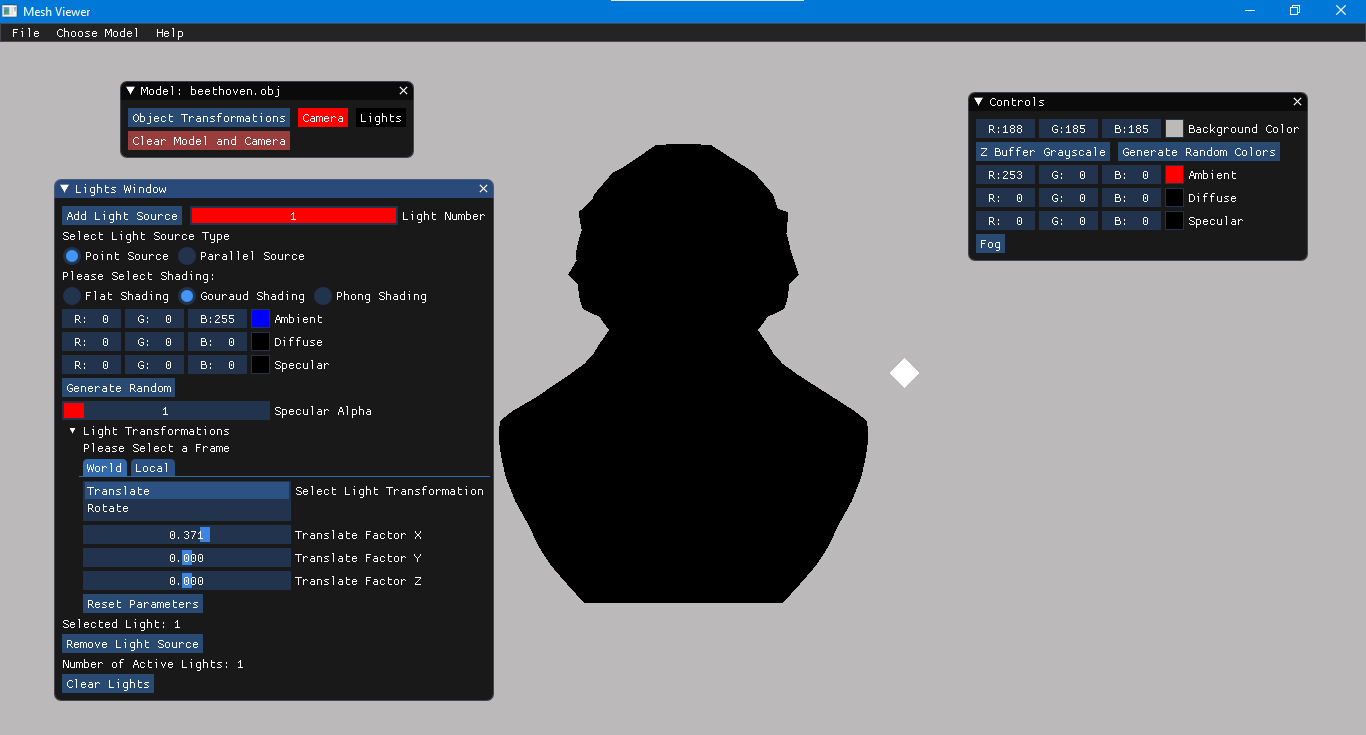 Mesh Viewer
File Choose Model Help
Model: beethoven.obj
Object Transformations Camera Lights
Clear Model and Camera
Lights Window
Add Light Source 1 Light Number
Select Light Source Type
Point Source Parallel Source
Please Select Shading:
Flat Shading Gouraud Shading Phong Shading
R: 0 G: 0 B:255 Ambient
R: 0 G: 0 B: 0 Diffuse
R: 0 G: 0 B: 0 Specular
Generate Random
1 Specular Alpha
Light Transformations
Please Select a Frame
World Local
Translate Select Light Transformation
Rotate
0.371 Translate Factor X
0.000 Translate Factor Y
0.000 Translate Factor Z
Reset Parameters
Selected Light: 1
Remove Light Source
Number of Active Lights: 1
Clear Lights
Controls
R:188 G:185 B:185 Background Color
Z Buffer Grayscale Generate Random Colors
R:253 G: 0 B: 0 Ambient
R: 0 G: 0 B: 0 Diffuse
R: 0 G: 0 B: 0 Specular
Fog